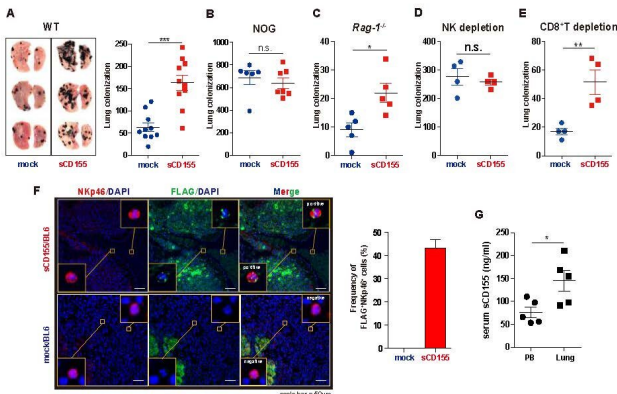 A
WT
mock
sCD155
Lung colonization
250
200
150
100
50
0
***
mock
sCD155
B
NOG
Lung colonization
1000
800
600
400
200
0
n.s.
mock
sCD155
C
Rag-1-/-
Lung colonization
40
30
20
10
0
*
mock
sCD155
D
NK depletion
Lung colonization
400
300
200
100
0
n.s.
mock
sCD155
E
CD8+T depletion
Lung colonization
80
60
40
20
0
**
mock
sCD155
F
NKp46/DAPI
FLAG/DAPI
Merge
sCD155/BL6
positive
positive
mock/BL6
negative
negative
Frequency of
FLAG+NKp46+ cells (%)
50
40
30
20
10
0
mock
sCD155
G
serum sCD155 (ng/ml)
250
200
150
100
50
0
*
PB
Lung